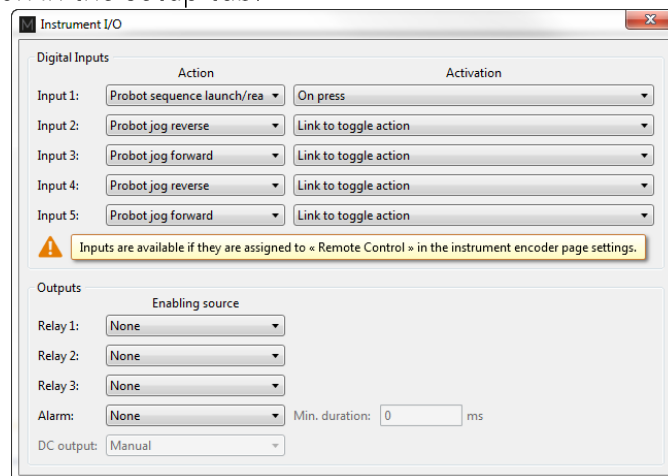 Instrument I/O
Digital Inputs
Action Activation
Input 1: Probot sequence launch/rea On press
Input 2: Probot jog reverse Link to toggle action
Input 3: Probot jog forward Link to toggle action
Input 4: Probot jog reverse Link to toggle action
Input 5: Probot jog forward Link to toggle action
Inputs are available if they are assigned to « Remote Control » in the instrument encoder page settings.
Outputs
Enabling source
Relay 1: None
Relay 2: None
Relay 3: None
Alarm: None Min. duration: 0 ms
DC output: Manual